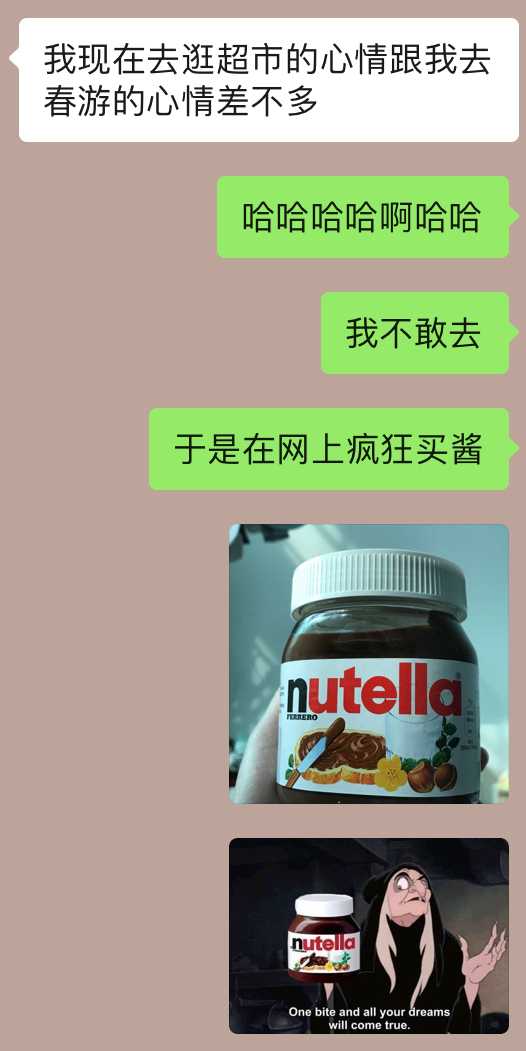 我现在去逛超市的心情跟我去
春游的心情差不多
哈哈哈哈啊哈哈
我不敢去
于是在网上疯狂买酱
nutella
FERRERO
nutella
One bite and all your dreams
will come true.